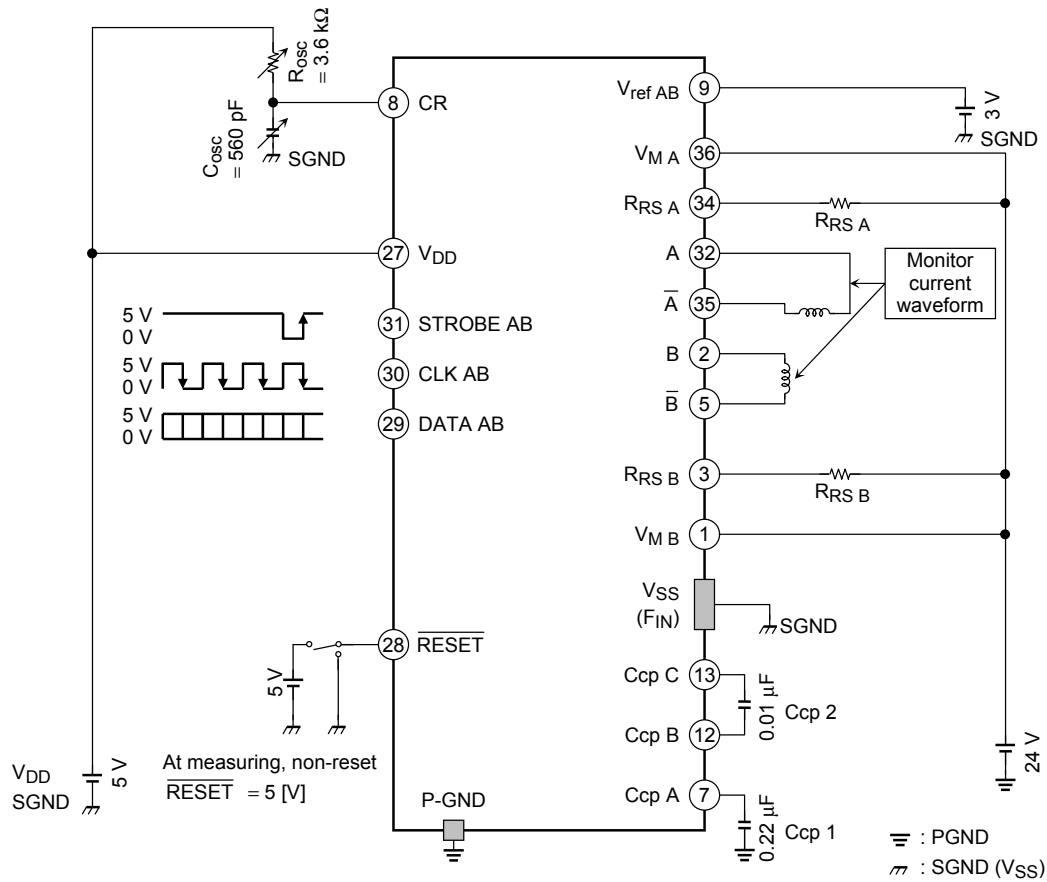 Rosc
= 3.6 kΩ
Cosc
= 560 pF
SGND
8 CR
27 VDD
5 V
0 V
31 STROBE AB
5 V
0 V
30 CLK AB
5 V
0 V
29 DATA AB
28 RESET
5 V
At measuring, non-reset
RESET = 5 [V]
VDD
SGND
5 V
P-GND
Vref AB 9
3 V
SGND
VM A 36
RRS A 34
RRS A
A 32
A 35
Monitor
current
waveform
B 2
B 5
RRS B 3
RRS B
VM B 1
VSS
(FIN)
SGND
Ccp C 13
0.01 μF
Ccp 2
Ccp B 12
24 V
Ccp A 7
0.22 μF
Ccp 1
: PGND
: SGND (VSS)